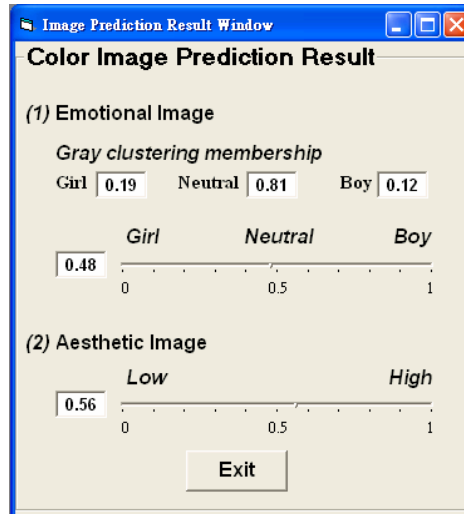 Image Prediction Result Window
Color Image Prediction Result
(1) Emotional Image
Gray clustering membership
Girl 0.19 Neutral 0.81 Boy 0.12
Girl Neutral Boy
0.48
0 0.5 1
(2) Aesthetic Image
Low High
0.56
0 0.5 1
Exit